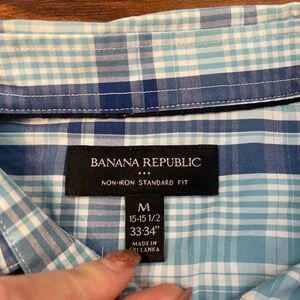 BANANA REPUBLIC
•••
NON-IRON STANDARD FIT
M
15-15 1/2
33-34"
MADE IN
SRI LANKA